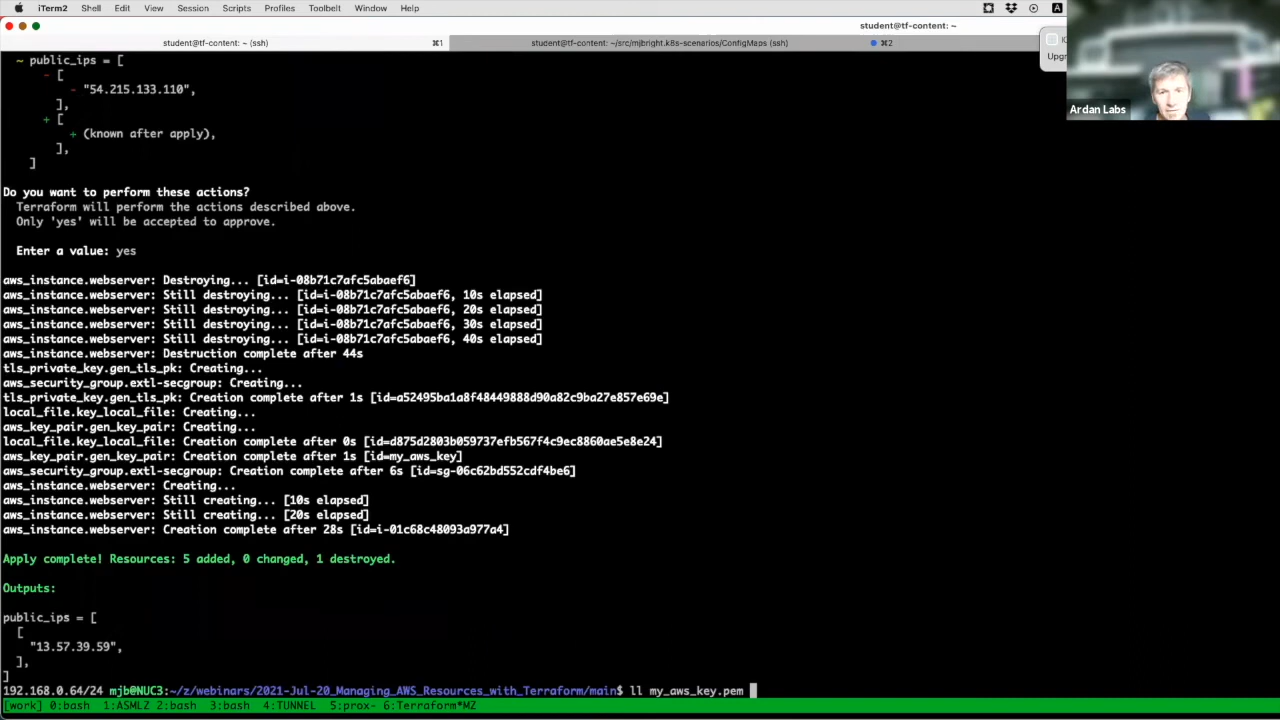 iTerm2 Shell Edit View Session Scripts Profiles Toolbelt Window Help
student@tf-content: ~
student@tf-content: ~ (ssh) ⌘1 student@tf-content: ~/src/mjbright.k8s-scenarios/ConfigMaps (ssh) ⌘2
Upgr
Ardan Labs
~ public_ips = [
- [
- "54.215.133.110",
],
+ [
+ (known after apply),
],
]
Do you want to perform these actions?
Terraform will perform the actions described above.
Only 'yes' will be accepted to approve.
Enter a value: yes
aws_instance.webserver: Destroying... [id=i-08b71c7afc5abaef6]
aws_instance.webserver: Still destroying... [id=i-08b71c7afc5abaef6, 10s elapsed]
aws_instance.webserver: Still destroying... [id=i-08b71c7afc5abaef6, 20s elapsed]
aws_instance.webserver: Still destroying... [id=i-08b71c7afc5abaef6, 30s elapsed]
aws_instance.webserver: Still destroying... [id=i-08b71c7afc5abaef6, 40s elapsed]
aws_instance.webserver: Destruction complete after 44s
tls_private_key.gen_tls_pk: Creating...
aws_security_group.extl-secgroup: Creating...
tls_private_key.gen_tls_pk: Creation complete after 1s [id=a52495ba1a8f48449888d90a82c9ba27e857e69e]
local_file.key_local_file: Creating...
aws_key_pair.gen_key_pair: Creating...
local_file.key_local_file: Creation complete after 0s [id=d875d2803b059737efb567f4c9ec8860ae5e8e24]
aws_key_pair.gen_key_pair: Creation complete after 1s [id=my_aws_key]
aws_security_group.extl-secgroup: Creation complete after 6s [id=sg-06c62bd552cdf4be6]
aws_instance.webserver: Creating...
aws_instance.webserver: Still creating... [10s elapsed]
aws_instance.webserver: Still creating... [20s elapsed]
aws_instance.webserver: Creation complete after 28s [id=i-01c68c48093a977a4]
Apply complete! Resources: 5 added, 0 changed, 1 destroyed.
Outputs:
public_ips = [
[
"13.57.39.59",
],
]
192.168.0.64/24 mjb@NUC3:~/z/webinars/2021-Jul-20_Managing_AWS_Resources_with_Terraform/main$ ll my_aws_key.pem
[work] 0:bash 1:ASMLZ 2:bash 3:bash 4:TUNNEL 5:prox- 6:Terraform*MZ